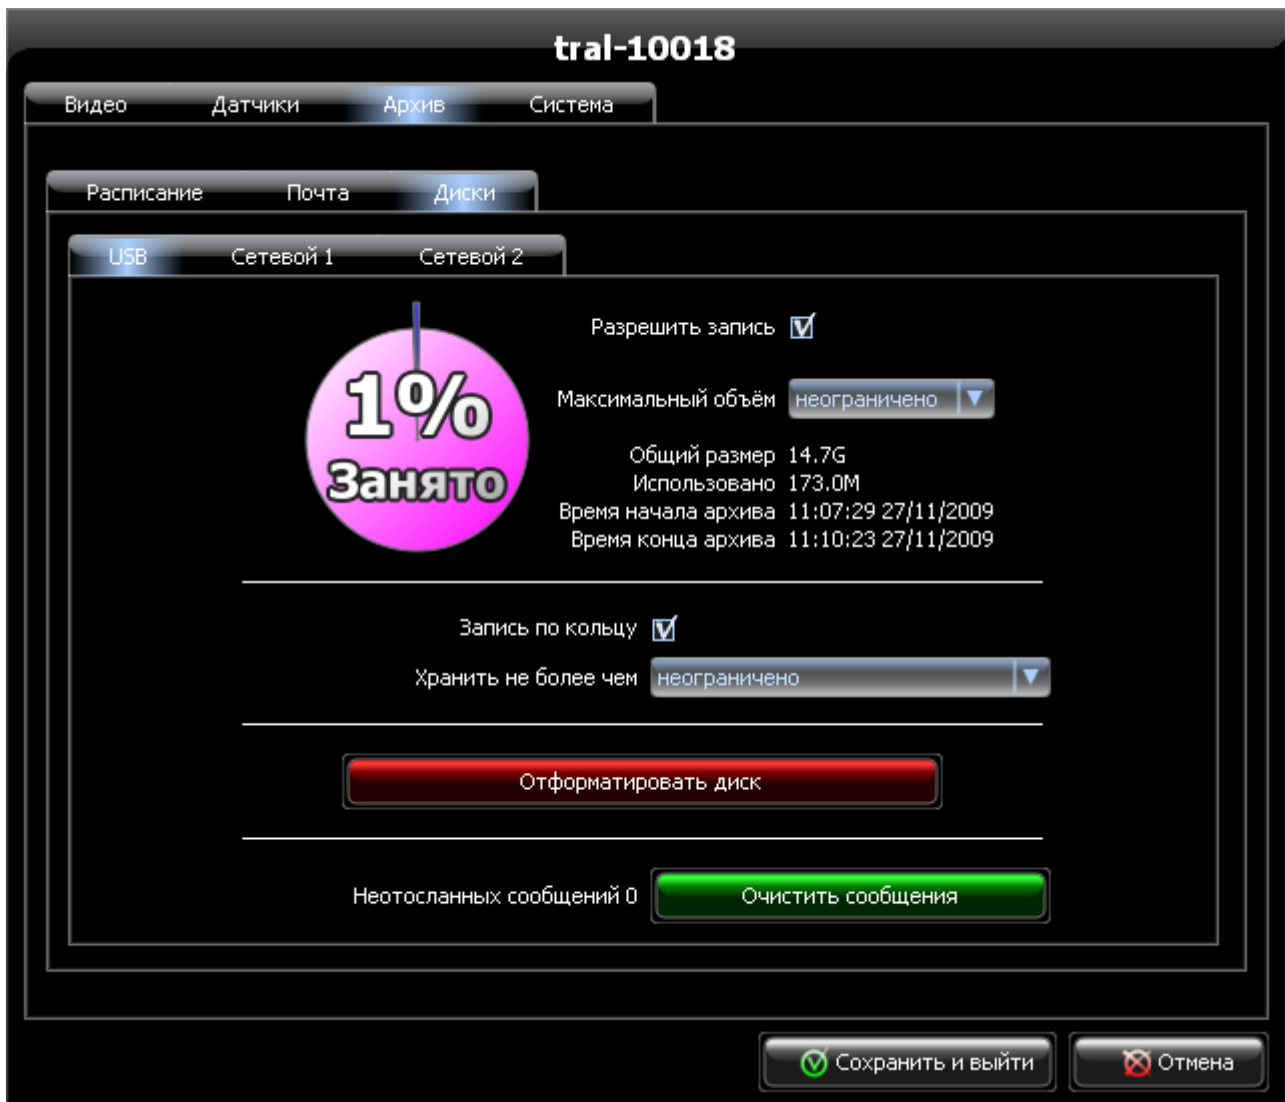 tral-10018
Видео Датчики Архив Система
Расписание Почта Диски
USB Сетевой 1 Сетевой 2
1%
Занято
Разрешить запись
Максимальный объём неограничено
Общий размер 14.7G
Использовано 173.0M
Время начала архива 11:07:29 27/11/2009
Время конца архива 11:10:23 27/11/2009
Запись по кольцу
Хранить не более чем неограничено
Отформатировать диск
Неотосланных сообщений 0 Очистить сообщения
Сохранить и выйти Отмена